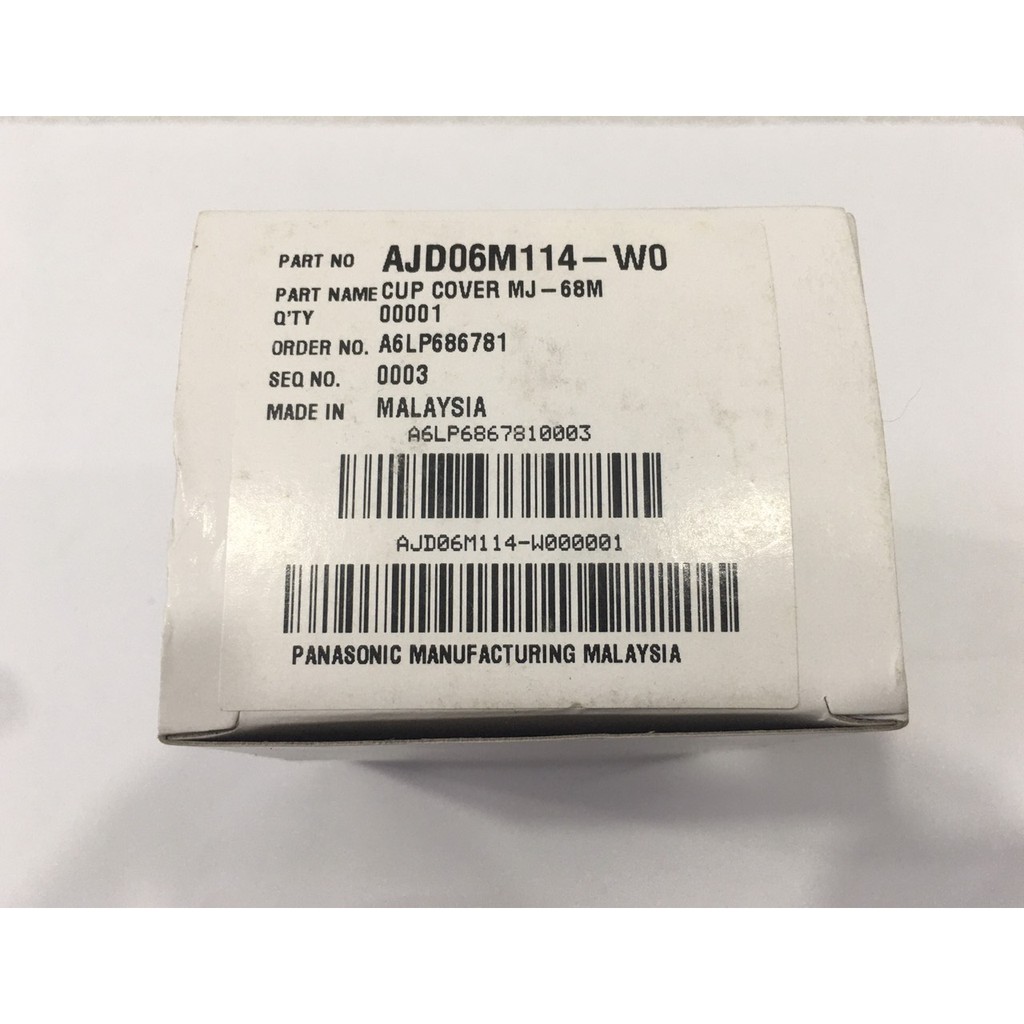 PART NO AJD06M114-W0
PART NAME CUP COVER MJ-68M
Q'TY 00001
ORDER NO. A6LP686781
SEQ NO. 0003
MADE IN MALAYSIA
A6LP6867810003
AJD06M114-W000001
PANASONIC MANUFACTURING MALAYSIA